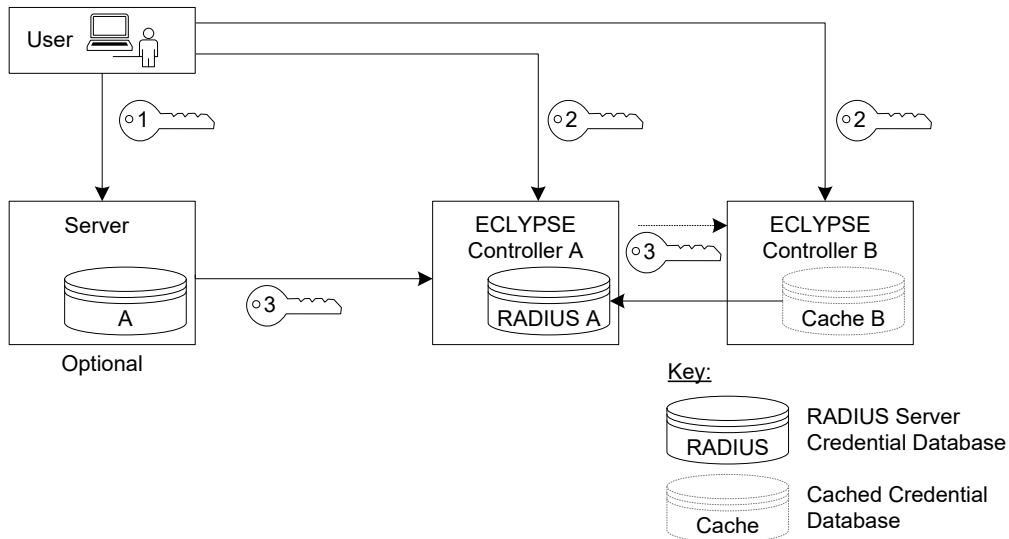 User
1
2
2
Server
ECLYPSE
Controller A
ECLYPSE
Controller B
3
A
3
RADIUS A
Cache B
Optional
Key:
RADIUS
RADIUS Server
Credential Database
Cache
Cached Credential
Database